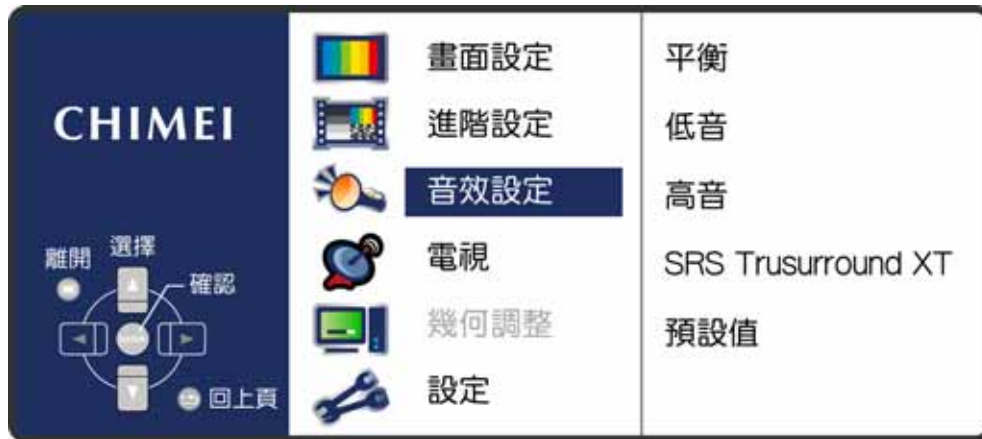 CHIMEI
離開
選擇
確認
回上頁
畫面設定
進階設定
音效設定
電視
幾何調整
設定
平衡
低音
高音
SRS Trusurround XT
預設值